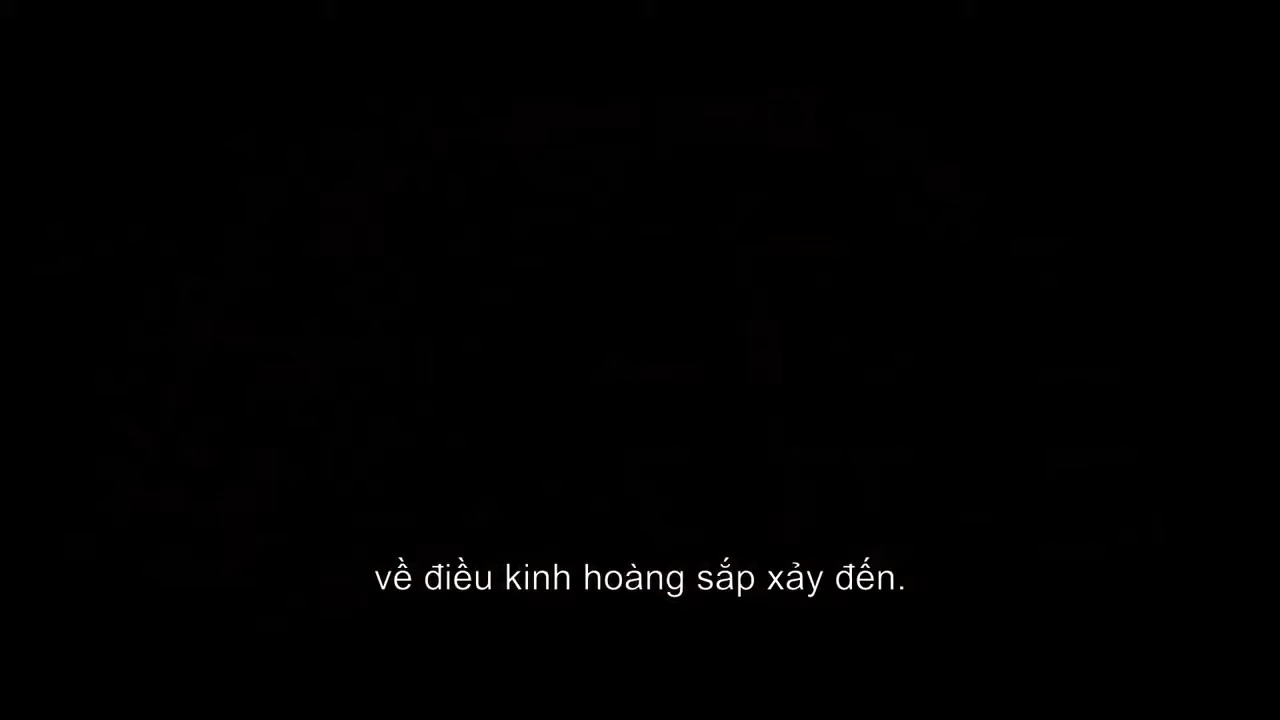 về điều kinh hoàng sắp xảy đến.